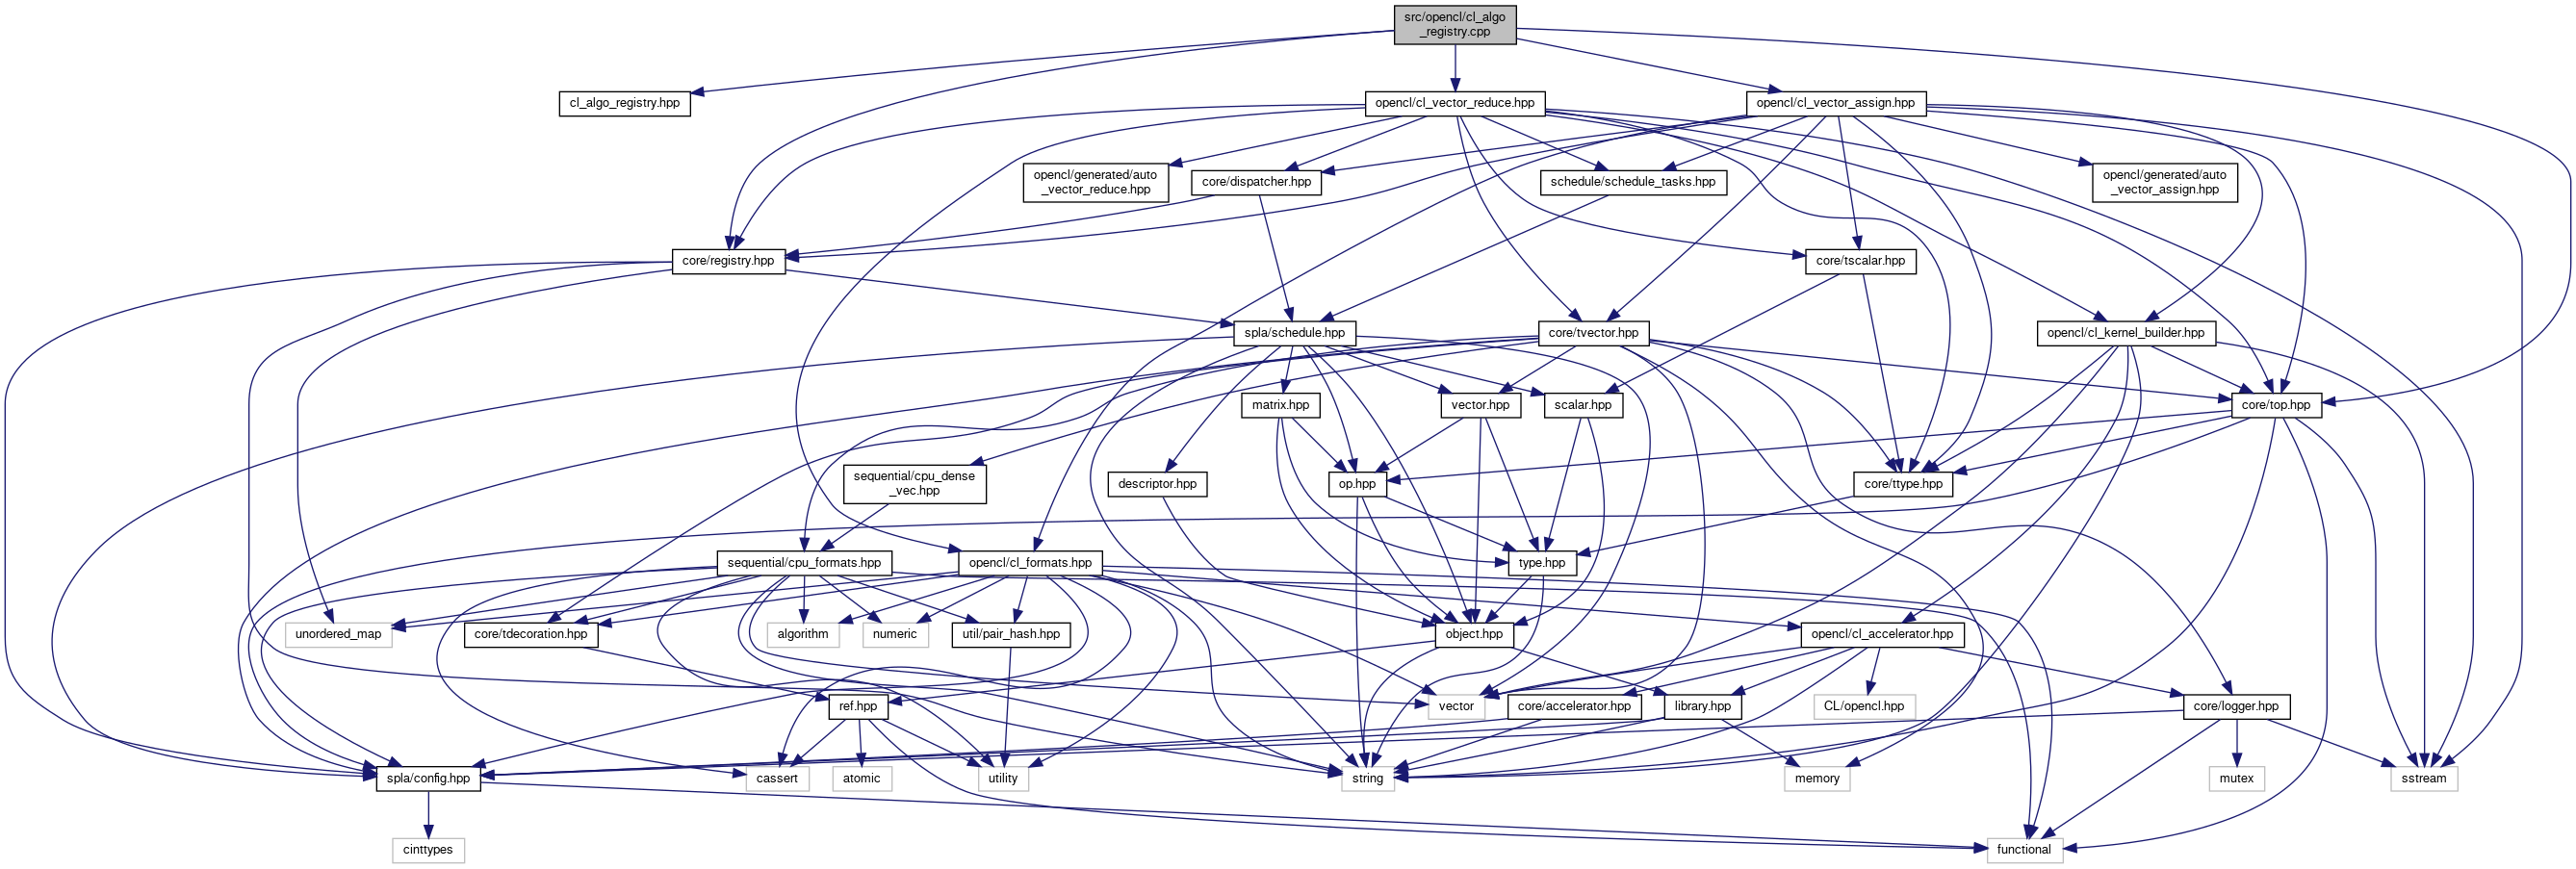 src/opencl/cl_algo
_registry.cpp
cl_algo_registry.hpp
opencl/cl_vector_reduce.hpp
opencl/cl_vector_assign.hpp
opencl/generated/auto
_vector_reduce.hpp
core/dispatcher.hpp
schedule/schedule_tasks.hpp
opencl/generated/auto
_vector_assign.hpp
core/registry.hpp
core/tscalar.hpp
spla/schedule.hpp
core/tvector.hpp
opencl/cl_kernel_builder.hpp
matrix.hpp
vector.hpp
scalar.hpp
core/top.hpp
sequential/cpu_dense
_vec.hpp
descriptor.hpp
op.hpp
core/ttype.hpp
sequential/cpu_formats.hpp
opencl/cl_formats.hpp
type.hpp
unordered_map
core/tdecoration.hpp
algorithm
numeric
util/pair_hash.hpp
object.hpp
opencl/cl_accelerator.hpp
ref.hpp
vector
core/accelerator.hpp
library.hpp
CL/opencl.hpp
core/logger.hpp
spla/config.hpp
cassert
atomic
utility
string
memory
mutex
sstream
cinttypes
functional